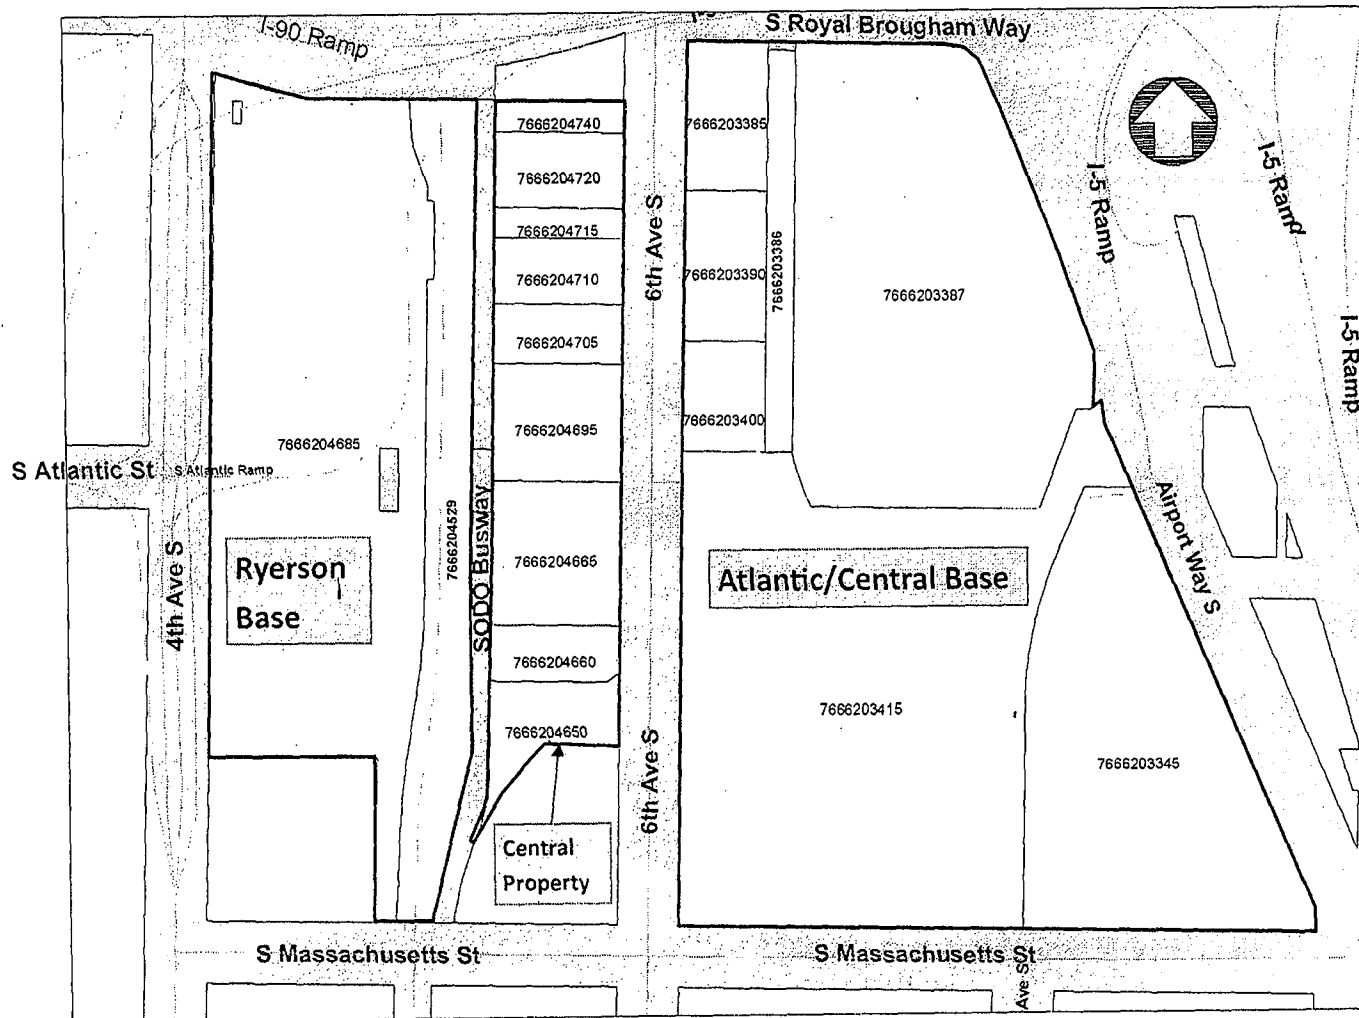 I-90 Ramp
S Royal Brougham Way
7666204740
7666203385
7666204720
I-5 Ramp
I-5 Ramp
6th Ave S
7666204715
7666203386
7666203390
7666204710
7666203387
7666204705
I-5 Ramp
7666203400
7666204695
7666204685
S Atlantic St
S Atlantic Ramp
7666204529
SODO Busway
Airport Way S
4th Ave S
Ryerson
Base
7666204665
Atlantic/Central Base
7666204660
7666203415
7666204650
6th Ave S
7666203345
Central
Property
S Massachusetts St
S Massachusetts St
Ave S